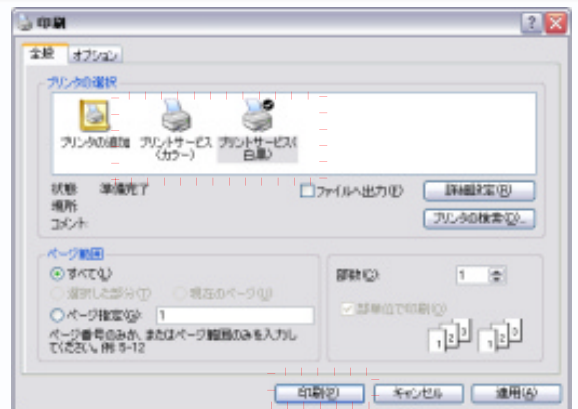 印刷
全般 オプション
プリンタの選択
プリンタの追加 プリントサービス(カラー) プリントサービス(白黒)
状態: 準備完了
場所:
コメント:
ファイルへ出力(F) 詳細設定(R)
プリンタの検索(D)...
ページ範囲
すべて(L)
選択した部分(T) 現在のページ(U)
ページ指定(G): 1
ページ番号のみか、またはページ範囲のみを入力し
てください。例: 5-12
部数(C): 1
部単位で印刷(O)
1 2 3 1 2 3
印刷(P) キャンセル 適用(A)